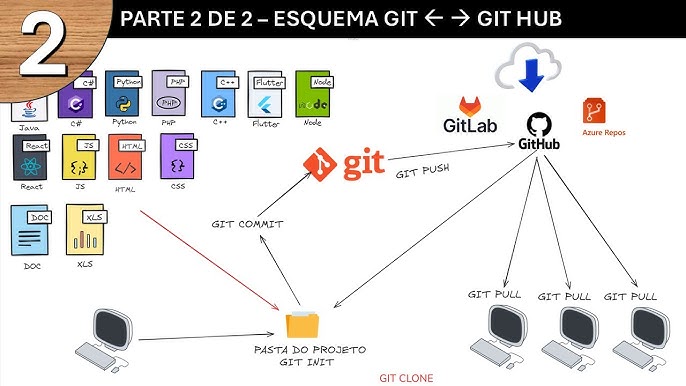 2
PARTE 2 DE 2 – ESQUEMA GIT ← → GIT HUB
Java
C#
C#
Python
Python
PHP
PHP
PHP
C++
C++
Flutter
Flutter
Node
node
Node
React
React
JS
{;}
JS
HTML
</>
HTML
CSS
{;}
CSS
DOC
DOC
XLS
XLS
GitLab
GitHub
Azure Repos
git
GIT PUSH
GIT COMMIT
GIT PULL
GIT PULL
GIT PULL
PASTA DO PROJETO
GIT INIT
GIT CLONE